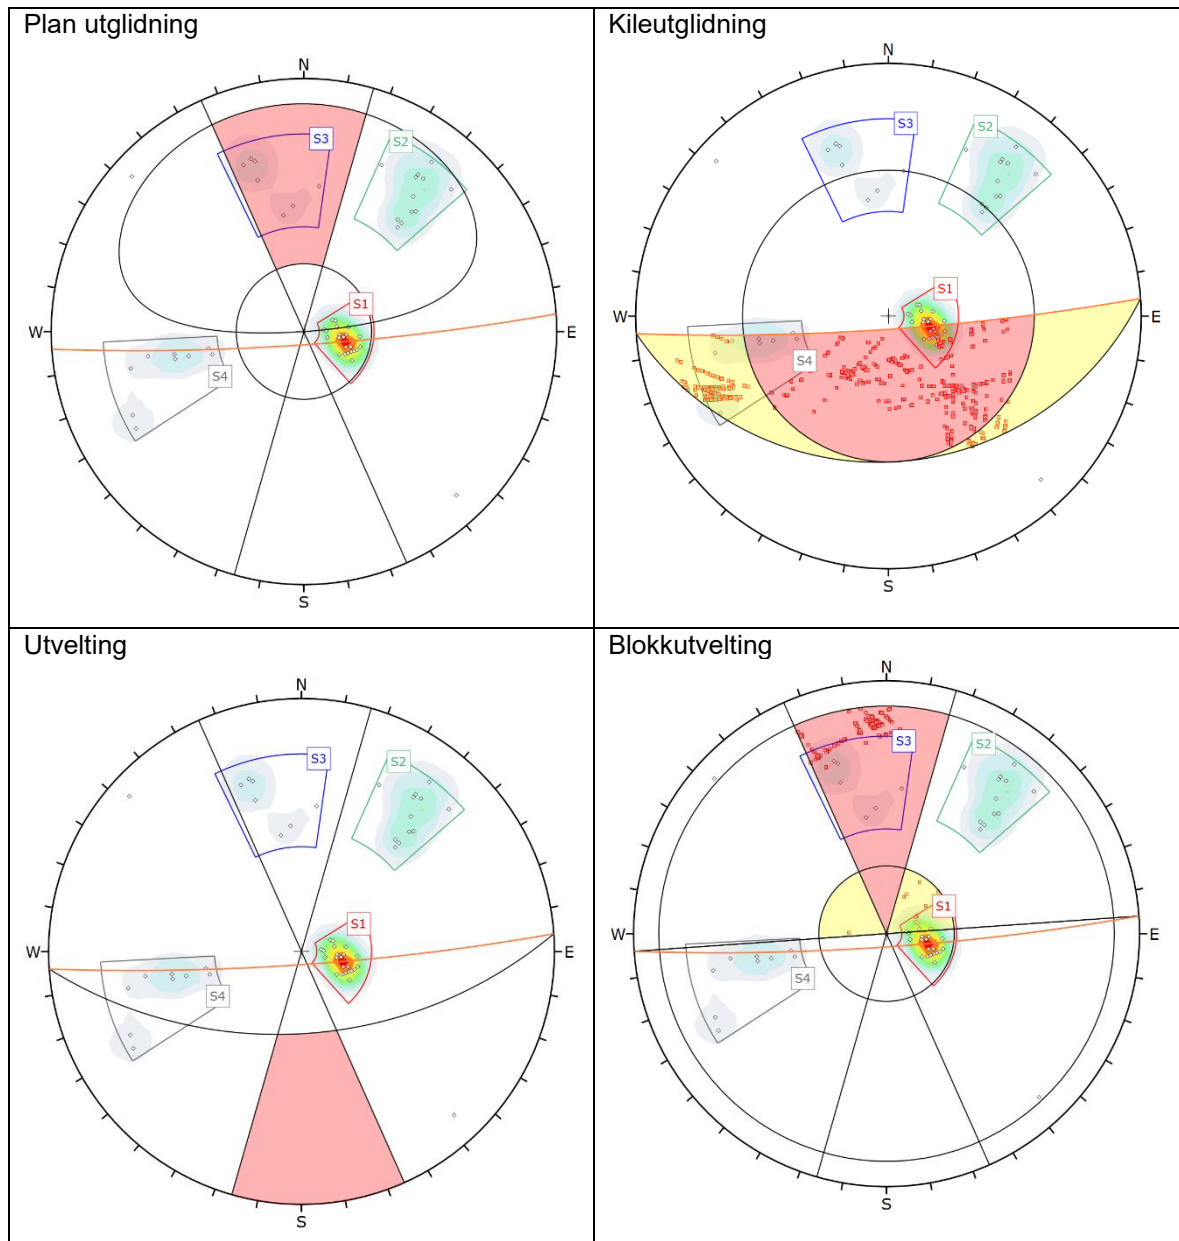 Plan utglidning
N
S3
S2
S1
W
E
S4
S
Kileutglidning
N
S3
S2
S1
W
E
S4
S
Utvelting
N
S3
S2
S1
W
E
S4
S
Blokkutvelting
N
S3
S2
S1
W
E
S4
S